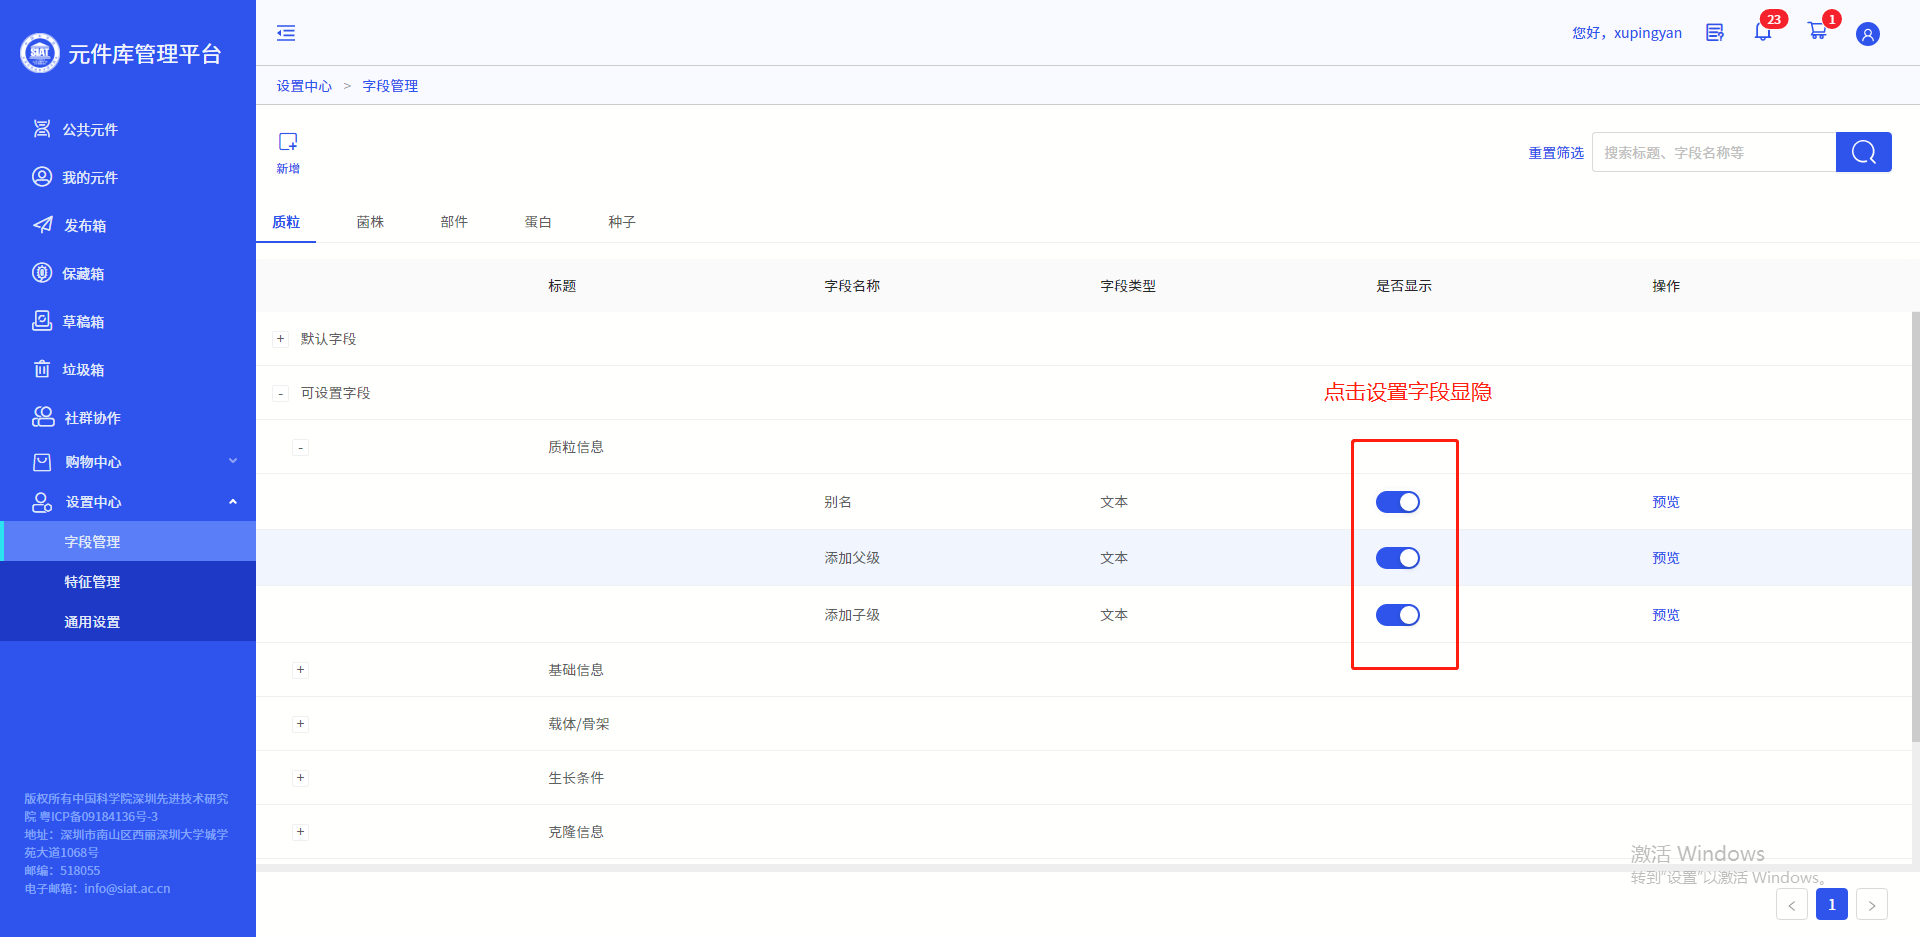 SIAT
元件库管理平台
公共元件
我的元件
发布箱
保藏箱
草稿箱
垃圾箱
社群协作
购物中心
设置中心
字段管理
特征管理
通用设置
版权所有中国科学院深圳先进技术研究
院 粤ICP备09184136号-3
地址：深圳市南山区西丽深圳大学城学
苑大道1068号
邮编：518055
电子邮箱：info@siat.ac.cn
您好，xupingyan
23
1
设置中心 > 字段管理
新增
重置筛选
搜索标题、字段名称等
质粒 菌株 部件 蛋白 种子
标题 字段名称 字段类型 是否显示 操作
+ 默认字段
- 可设置字段
点击设置字段显隐
- 质粒信息
别名 文本 预览
添加父级 文本 预览
添加子级 文本 预览
+ 基础信息
+ 载体/骨架
+ 生长条件
+ 克隆信息
激活 Windows
转到“设置”以激活 Windows。
< 1 >